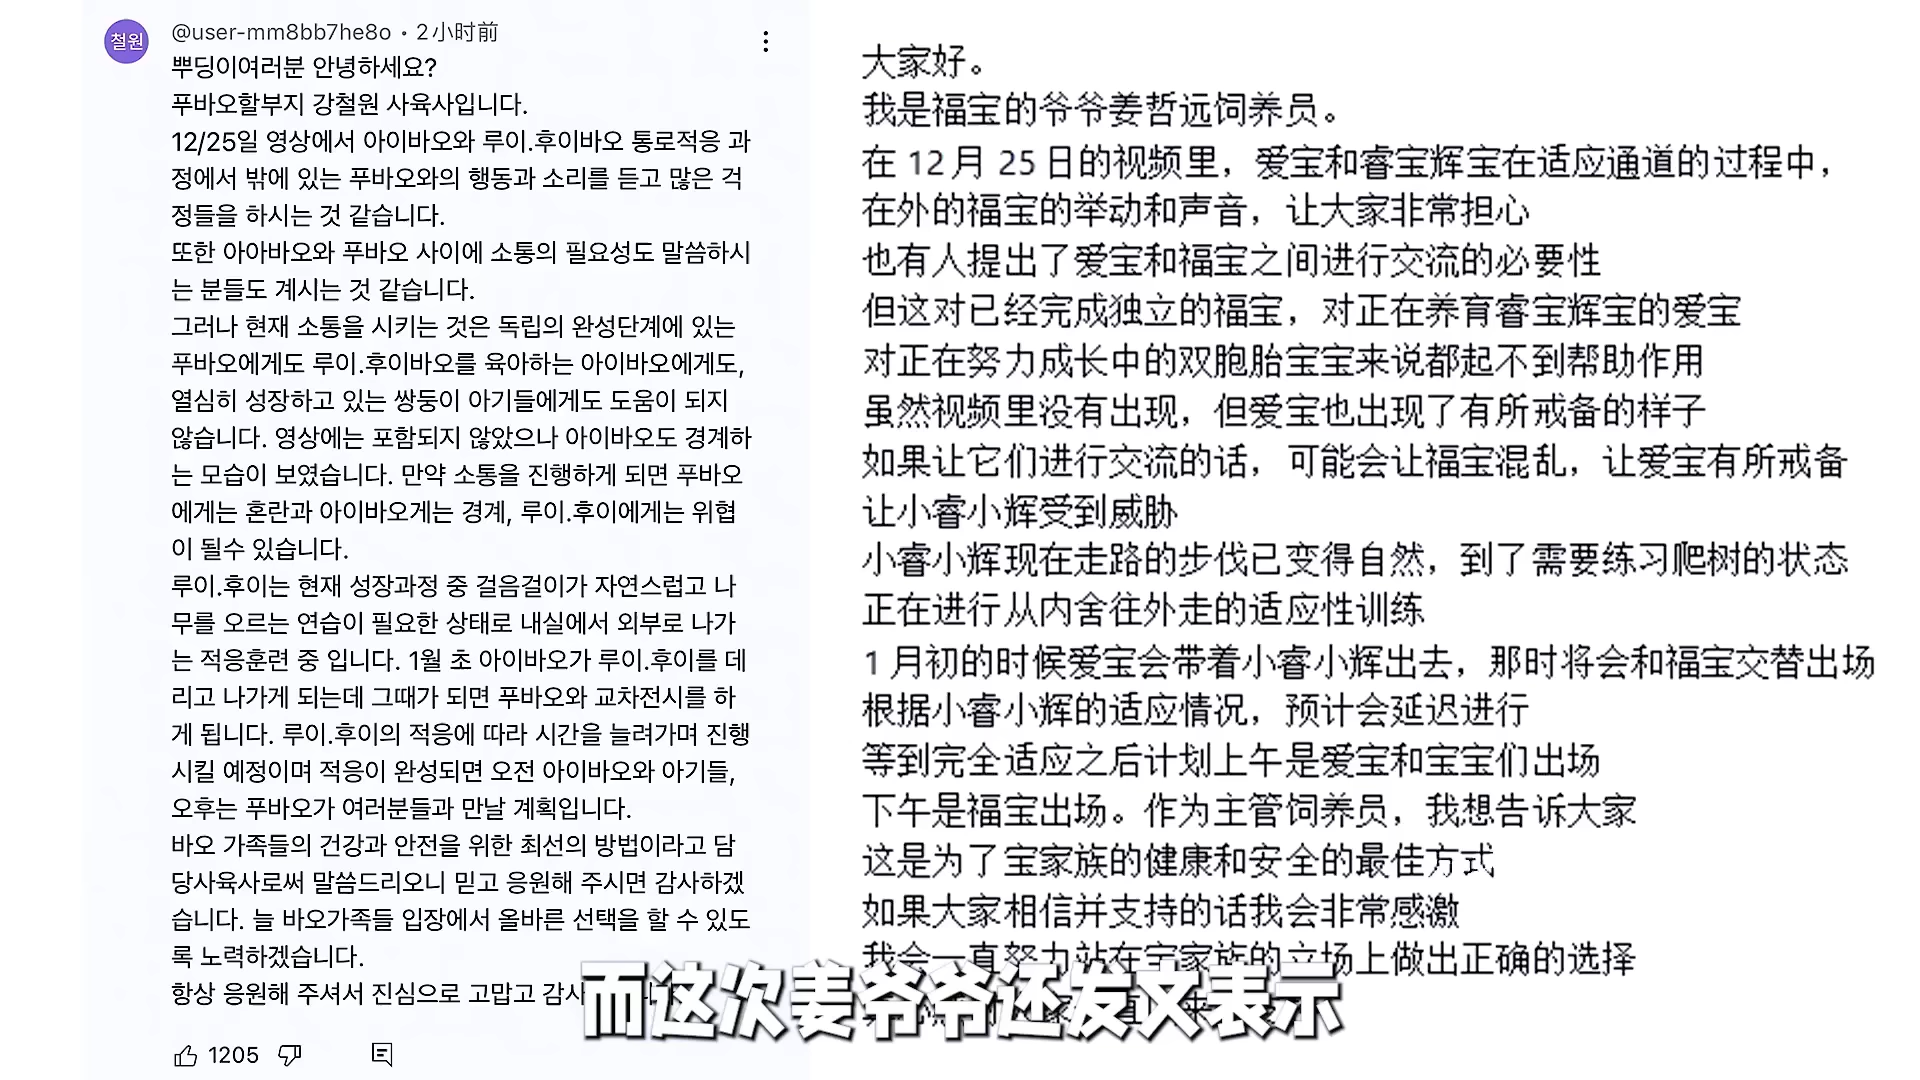 철원
@user-mm8bb7he8o · 2小时前
뿌딩이여러분 안녕하세요?
푸바오할부지 강철원 사육사입니다.
12/25일 영상에서 아이바오와 루이.후이바오 통로적응 과
정에서 밖에 있는 푸바오와의 행동과 소리를 듣고 많은 걱
정들을 하시는 것 같습니다.
또한 아아바오와 푸바오 사이에 소통의 필요성도 말씀하시
는 분들도 계시는 것 같습니다.
그러나 현재 소통을 시키는 것은 독립의 완성단계에 있는
푸바오에게도 루이.후이바오를 육아하는 아이바오에게도,
열심히 성장하고 있는 쌍둥이 아기들에게도 도움이 되지
않습니다. 영상에는 포함되지 않았으나 아이바오도 경계하
는 모습이 보였습니다. 만약 소통을 진행하게 되면 푸바오
에게는 혼란과 아이바오게는 경계, 루이.후이에게는 위협
이 될수 있습니다.
루이.후이는 현재 성장과정 중 걸음걸이가 자연스럽고 나
무를 오르는 연습이 필요한 상태로 내실에서 외부로 나가
는 적응훈련 중 입니다. 1월 초 아이바오가 루이.후이를 데
리고 나가게 되는데 그때가 되면 푸바오와 교차전시를 하
게 됩니다. 루이.후이의 적응에 따라 시간을 늘려가며 진행
시킬 예정이며 적응이 완성되면 오전 아이바오와 아기들,
오후는 푸바오가 여러분들과 만날 계획입니다.
바오 가족들의 건강과 안전을 위한 최선의 방법이라고 담
당사육사로써 말씀드리오니 믿고 응원해 주시면 감사하겠
습니다. 늘 바오가족들 입장에서 올바른 선택을 할 수 있도
록 노력하겠습니다.
항상 응원해 주셔서 진심으로 고맙고
1205
大家好。
我是福宝的爷爷姜哲远饲养员。
在 12 月 25 日的视频里，爱宝和睿宝辉宝在适应通道的过程中，
在外的福宝的举动和声音，让大家非常担心
也有人提出了爱宝和福宝之间进行交流的必要性
但这对已经完成独立的福宝，对正在养育睿宝辉宝的爱宝
对正在努力成长中的双胞胎宝宝来说都起不到帮助作用
虽然视频里没有出现，但爱宝也出现了有所戒备的样子
如果让它们进行交流的话，可能会让福宝混乱，让爱宝有所戒备
让小睿小辉受到威胁
小睿小辉现在走路的步伐已变得自然，到了需要练习爬树的状态
正在进行从内舍往外走的适应性训练
1 月初的时候爱宝会带着小睿小辉出去，那时将会和福宝交替出场
根据小睿小辉的适应情况，预计会延迟进行
等到完全适应之后计划上午是爱宝和宝宝们出场
下午是福宝出场。作为主管饲养员，我想告诉大家
这是为了宝家族的健康和安全的最佳方式
如果大家相信并支持的话我会非常感激
我会一直努力站在宝家族的立场上做出正确的选择
而这次姜爷爷还发文表示